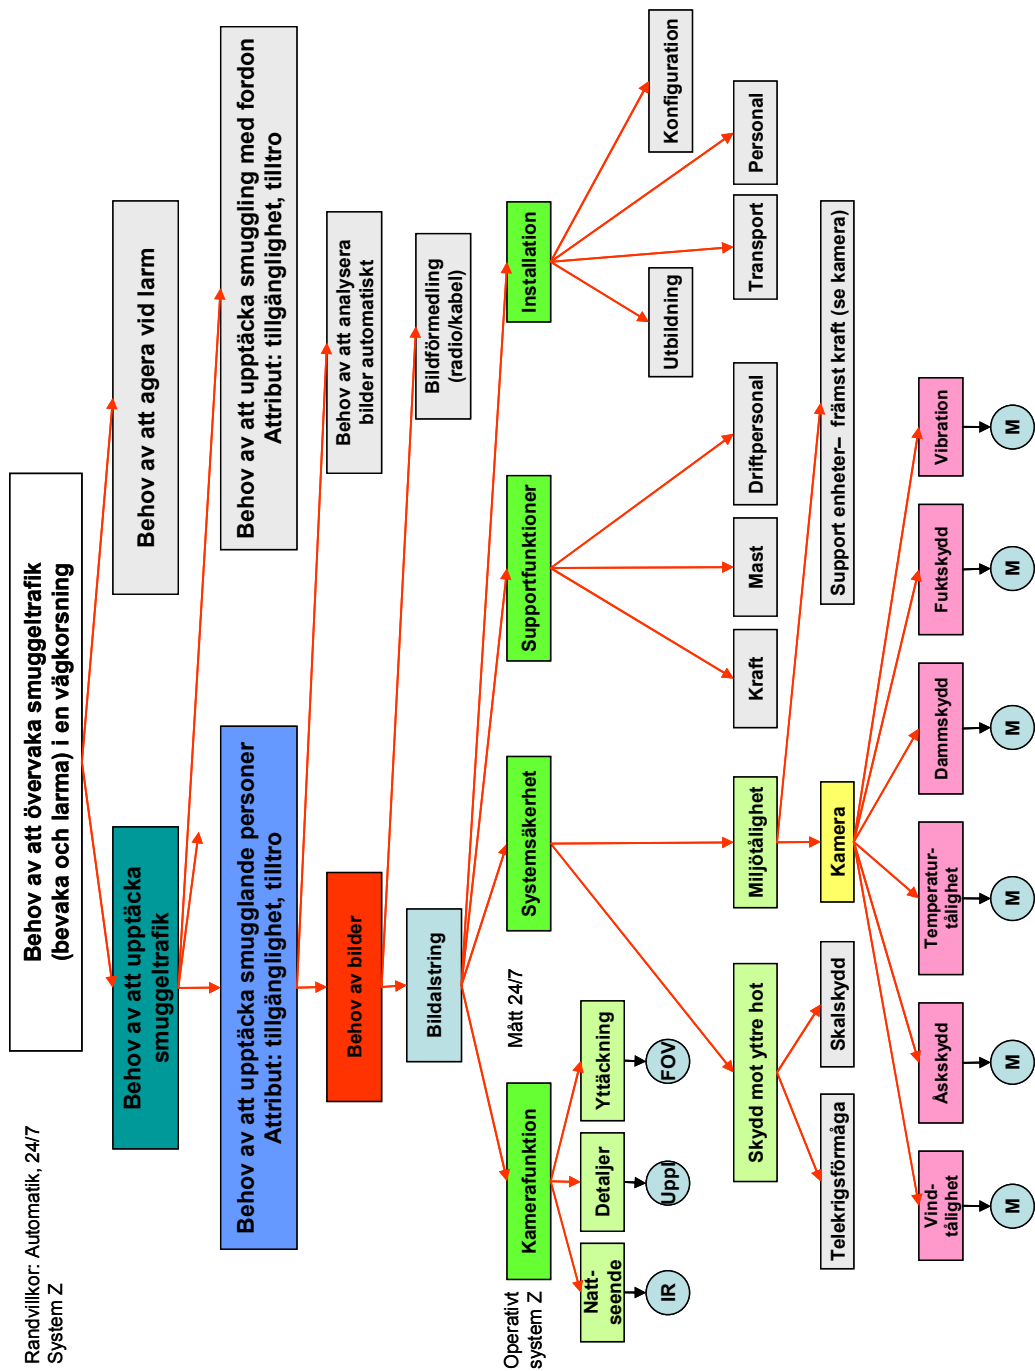 Randvillkor: Automatik, 24/7
System Z
Behov av att övervaka smuggeltrafik
(bevaka och larma) i en vägkorsning
Behov av att upptäcka
smuggeltrafik
Behov av att agera vid larm
Behov av att upptäcka smugglande personer
Attribut: tillgänglighet, tilltro
Behov av att upptäcka smuggling med fordon
Attribut: tillgänglighet, tilltro
Behov av bilder
Behov av att analysera
bilder automatiskt
Bildalstring
Bildförmedling
(radio/kabel)
Operativt
system Z
Kamerafunktion
Mått 24/7
Systemsäkerhet
Supportfunktioner
Installation
Natt-
seende
Detaljer
Yttäckning
Utbildning
Konfiguration
IR
Uppl
FOV
Skydd mot yttre hot
Miljötålighet
Kraft
Mast
Driftpersonal
Transport
Personal
Telekrigsförmåga
Skalskydd
Kamera
Support enheter– främst kraft (se kamera)
Vind-
tålighet
Åskskydd
Temperatur-
tålighet
Dammskydd
Fuktskydd
Vibration
M
M
M
M
M
M